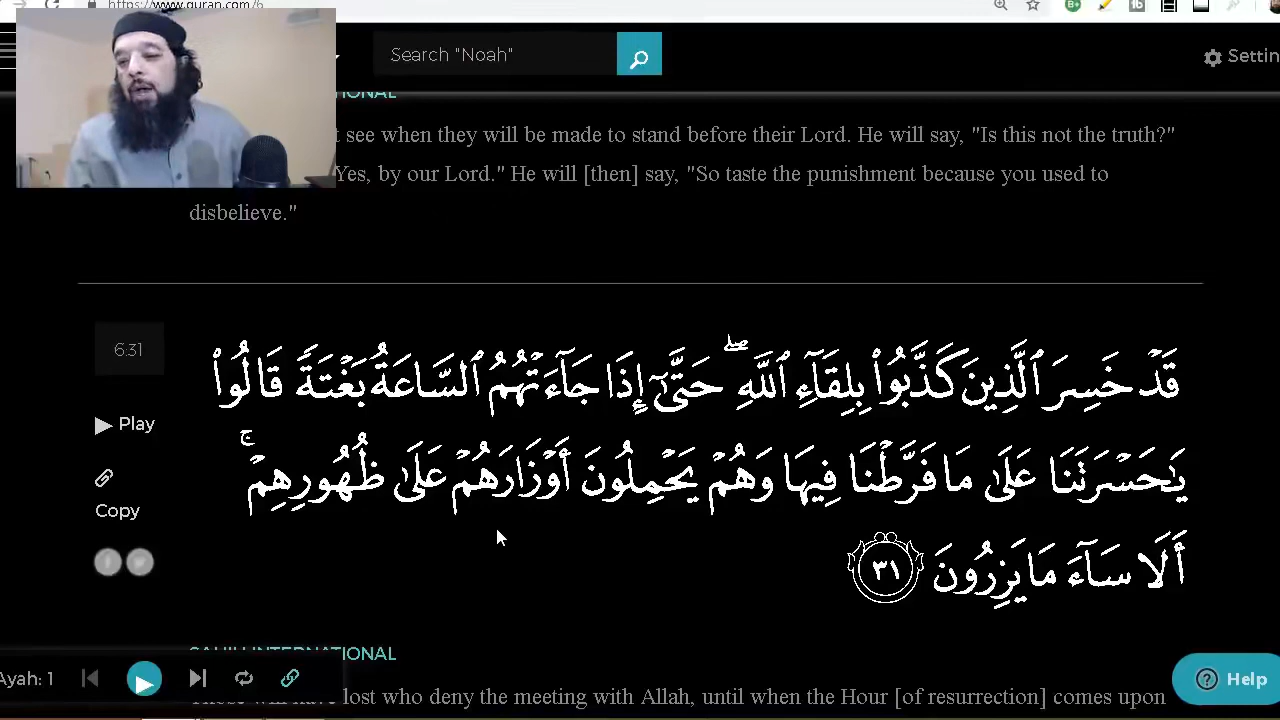 https://www.quran.com/6
Search "Noah"
see when they will be made to stand before their Lord. He will say, "Is this not the truth?"
Yes, by our Lord." He will [then] say, "So taste the punishment because you used to
disbelieve."
6:31
قَدْ خَسِرَ ٱلَّذِينَ كَذَّبُوا۟ بِلِقَآءِ ٱللَّهِ ۖ حَتَّىٰٓ إِذَا جَآءَتْهُمُ ٱلسَّاعَةُ بَغْتَةً قَالُوا۟
يَـٰحَسْرَتَنَا عَلَىٰ مَا فَرَّطْنَا فِيهَا وَهُمْ يَحْمِلُونَ أَوْزَارَهُمْ عَلَىٰ ظُهُورِهِمْ ۚ
أَلَا سَآءَ مَا يَزِرُونَ ٣١
Play
Copy
SAHIH INTERNATIONAL
Ayah: 1
lost who deny the meeting with Allah, until when the Hour [of resurrection] comes upon
Help